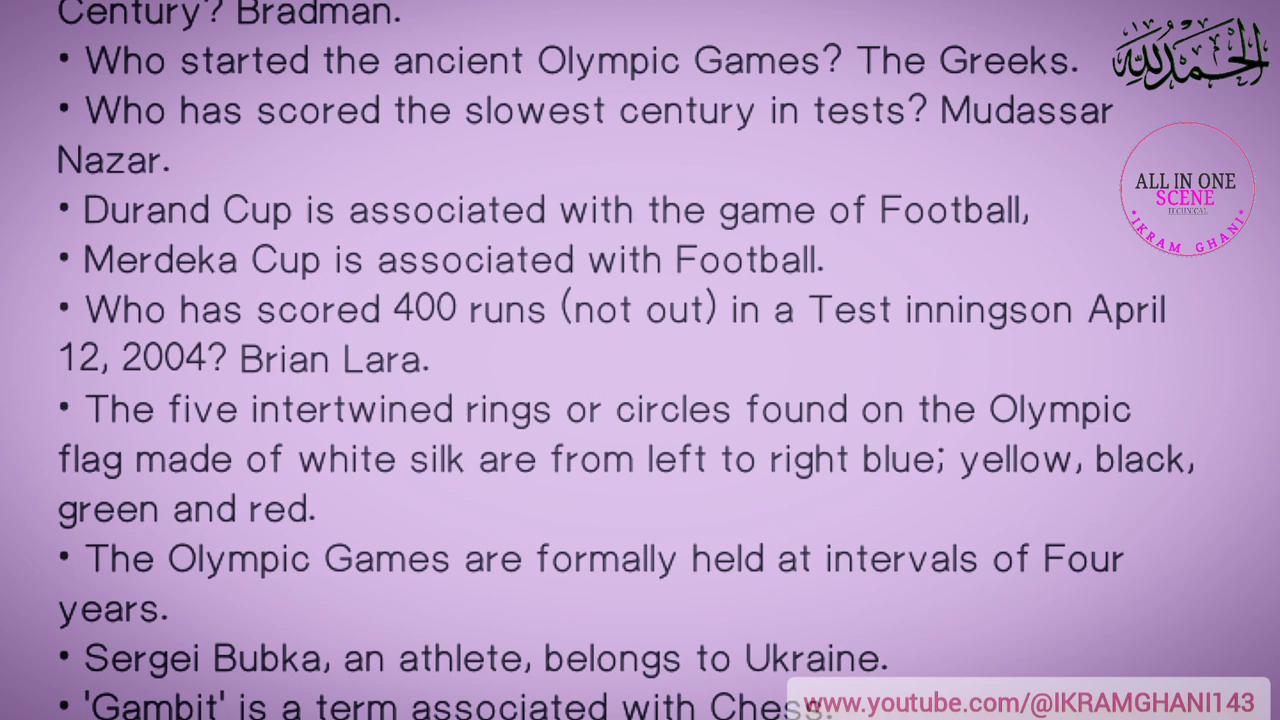 Century? Bradman.
• Who started the ancient Olympic Games? The Greeks.
الحمدلله
• Who has scored the slowest century in tests? Mudassar
Nazar.
ALL IN ONE
SCENE
TECHNICAL
• IKRAM GHANI •
• Durand Cup is associated with the game of Football,
• Merdeka Cup is associated with Football.
• Who has scored 400 runs (not out) in a Test inningson April
12, 2004? Brian Lara.
• The five intertwined rings or circles found on the Olympic
flag made of white silk are from left to right blue; yellow, black,
green and red.
• The Olympic Games are formally held at intervals of Four
years.
• Sergei Bubka, an athlete, belongs to Ukraine.
• 'Gambit' is a term associated with Chess.
www.youtube.com/@IKRAMGHANI143